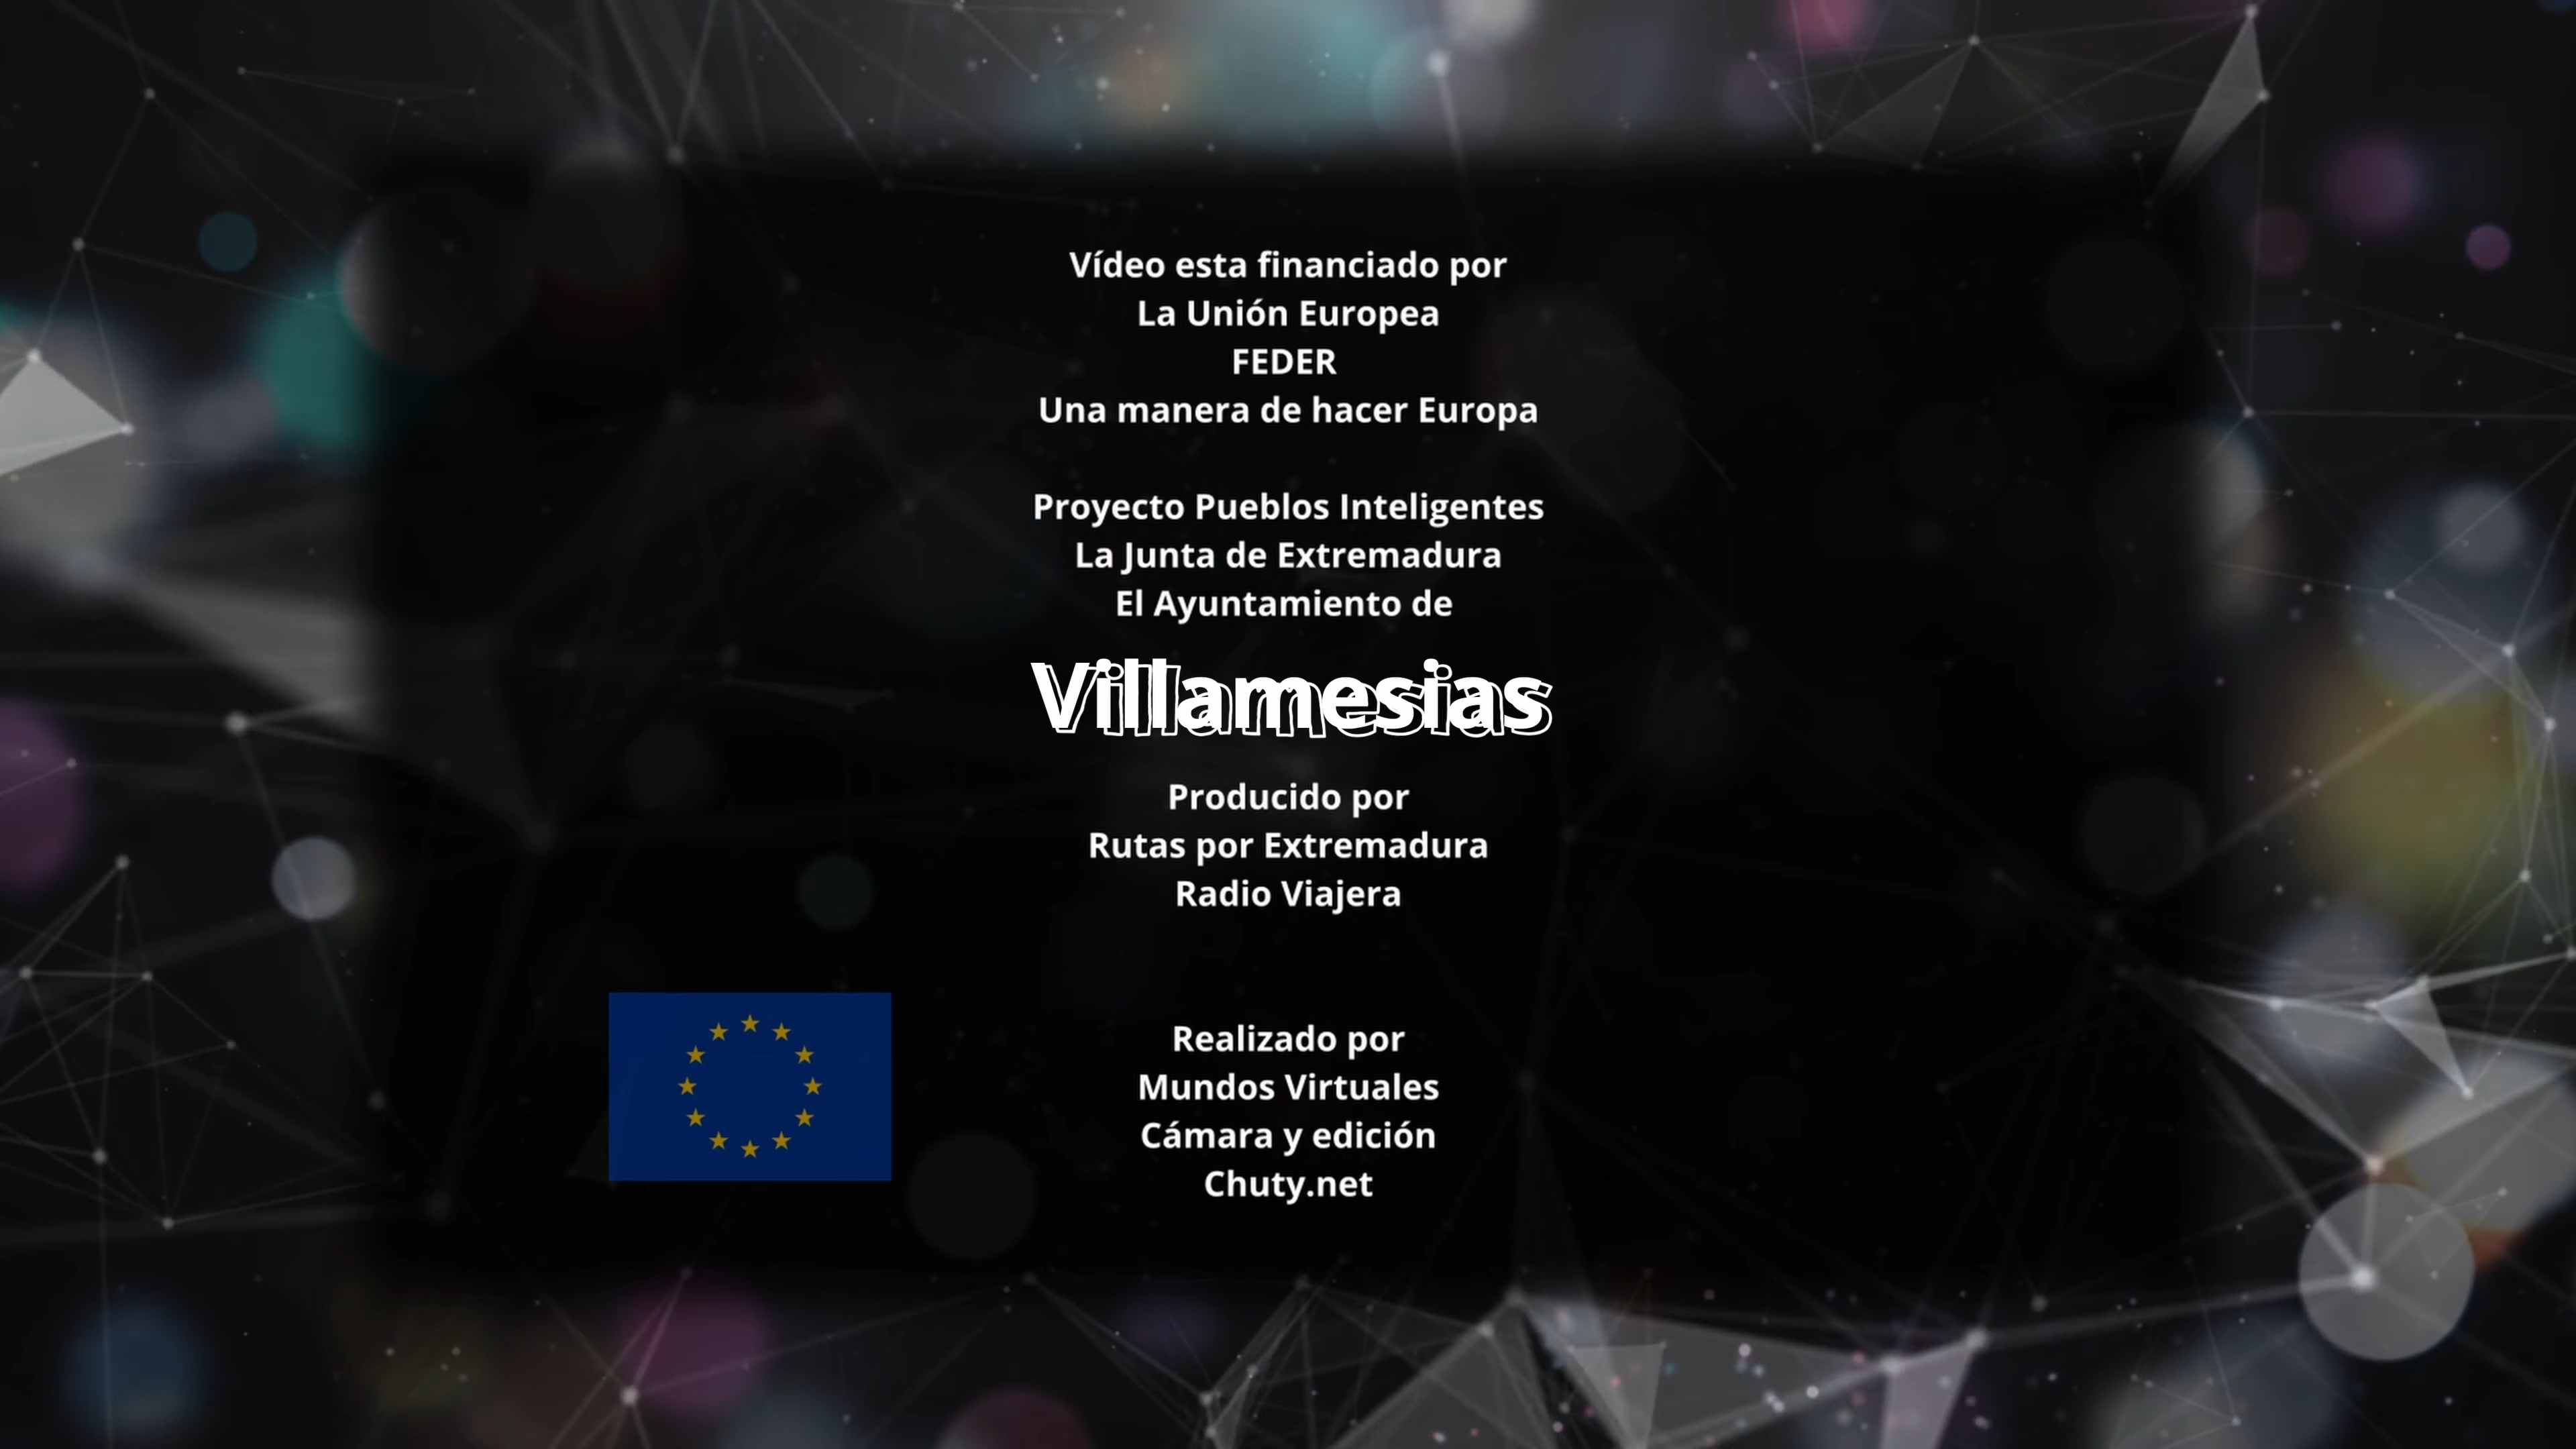 Vídeo esta financiado por
La Unión Europea
FEDER
Una manera de hacer Europa
Proyecto Pueblos Inteligentes
La Junta de Extremadura
El Ayuntamiento de
Villamesias
Producido por
Rutas por Extremadura
Radio Viajera
Realizado por
Mundos Virtuales
Cámara y edición
Chuty.net